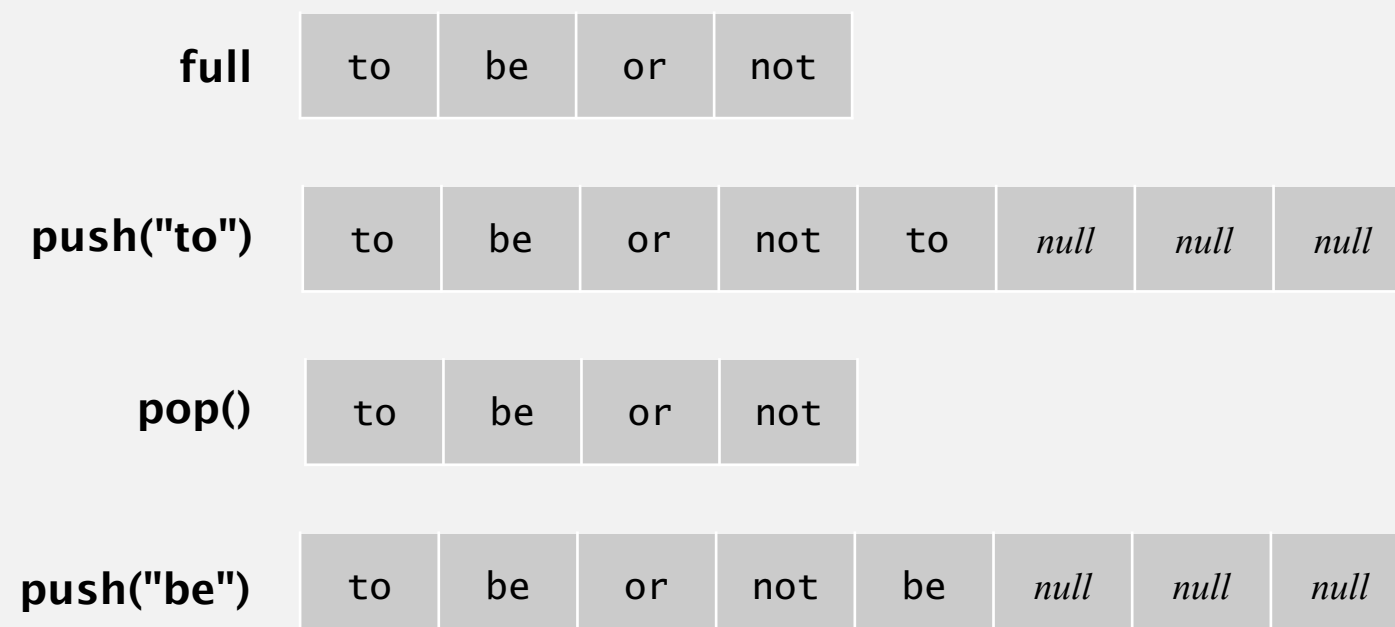 full to be or not
push("to") to be or not to null null null
pop() to be or not
push("be") to be or not be null null null